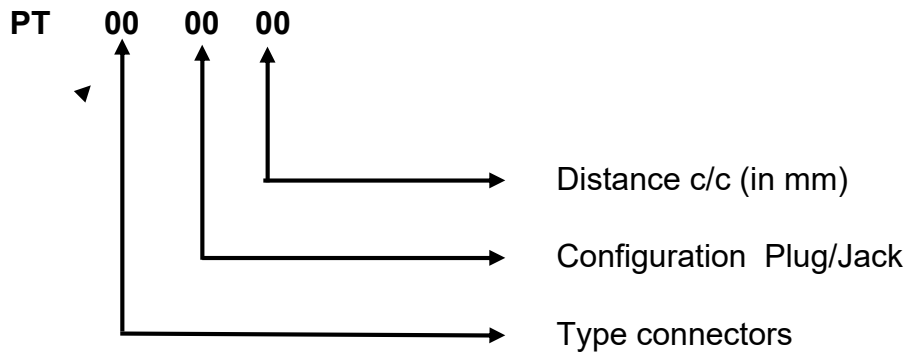 PT 00 00 00
Distance c/c (in mm)
Configuration Plug/Jack
Type connectors